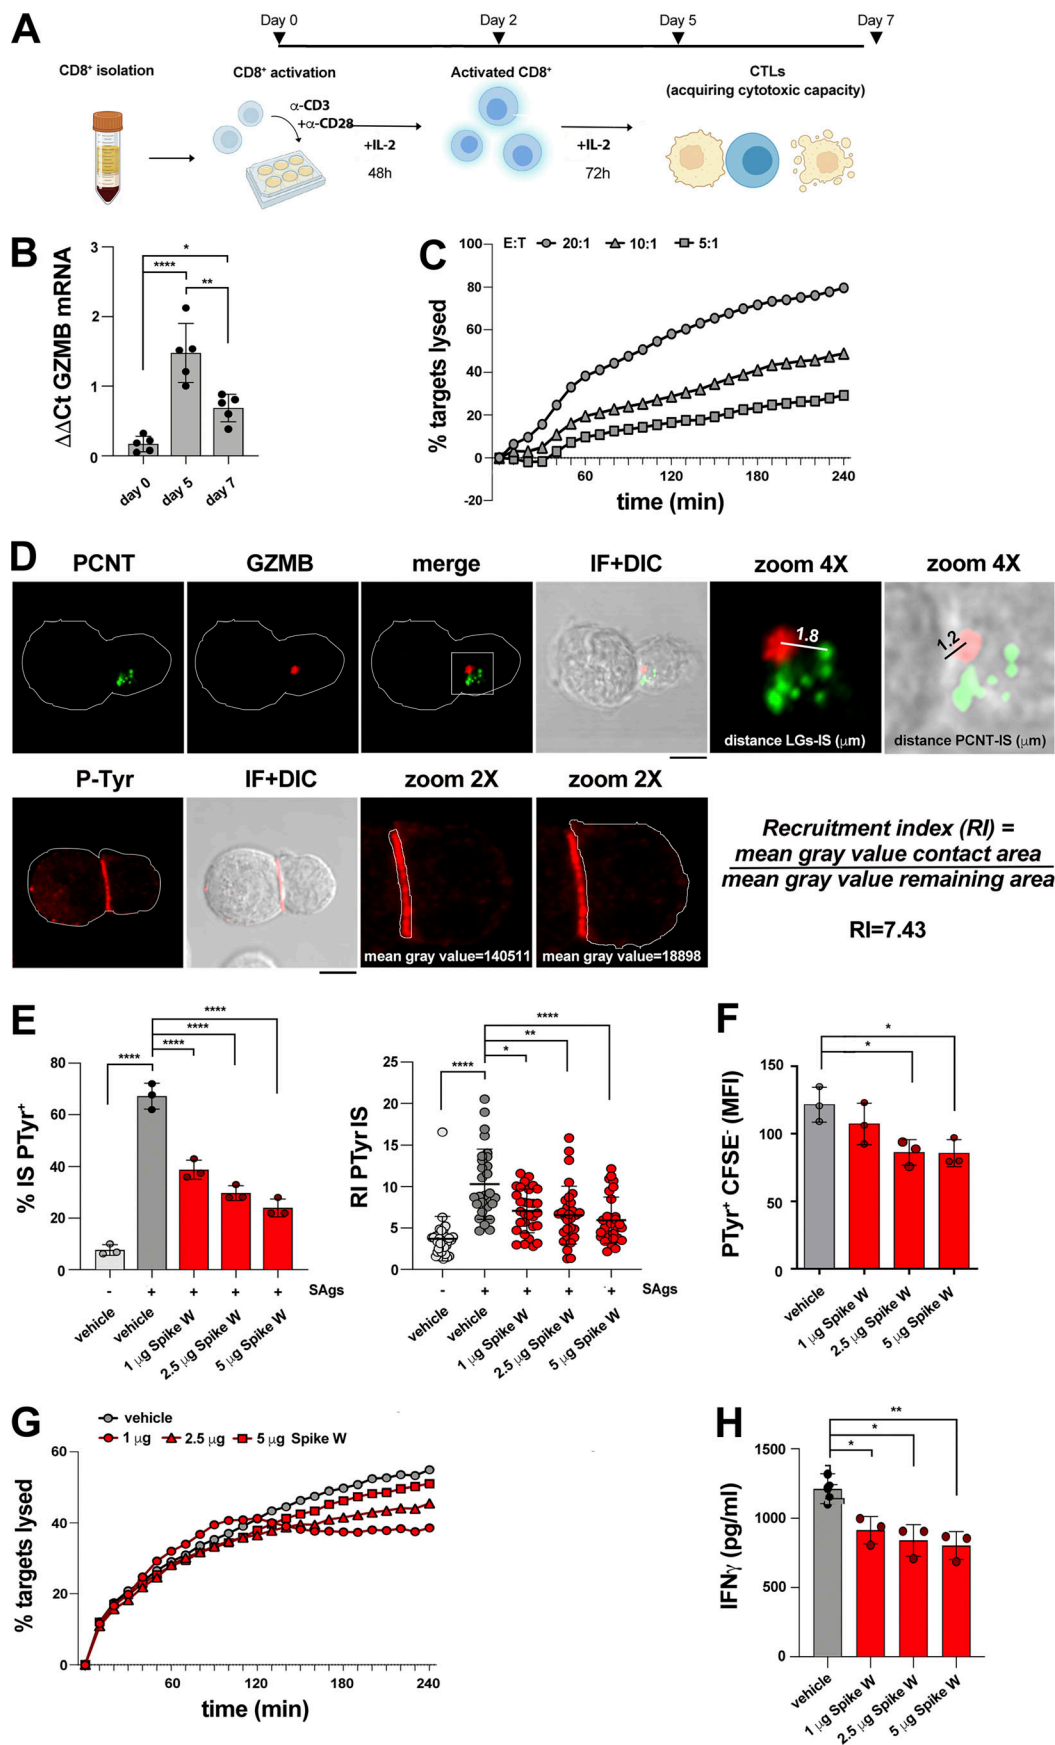 A
Day 0
Day 2
Day 5
Day 7
CD8⁺ isolation
CD8⁺ activation
Activated CD8⁺
CTLs
(acquiring cytotoxic capacity)
α-CD3
+α-CD28
+IL-2
48h
+IL-2
72h
B
ΔΔCt GZMB mRNA
3
2
1
0
*
****
**
day 0
day 5
day 7
C
E:T 20:1 10:1 5:1
% targets lysed
100
80
60
40
20
0
-20
60
120
180
240
time (min)
D
PCNT
GZMB
merge
IF+DIC
zoom 4X
zoom 4X
1.8
1.2
distance LGs-IS (μm)
distance PCNT-IS (μm)
P-Tyr
IF+DIC
zoom 2X
zoom 2X
mean gray value=140511
mean gray value=18898
Recruitment index (RI) =
mean gray value contact area
mean gray value remaining area
RI=7.43
E
% IS PTyr⁺
80
60
40
20
0
****
****
****
****
- + + + + SAgs
vehicle
vehicle
1 μg Spike W
2.5 μg Spike W
5 μg Spike W
RI PTyr IS
25
20
15
10
5
0
****
**
*
****
- + + + + SAgs
vehicle
vehicle
1 μg Spike W
2.5 μg Spike W
5 μg Spike W
F
PTyr⁺ CFSE⁻ (MFI)
150
100
50
0
*
*
vehicle
1 μg Spike W
2.5 μg Spike W
5 μg Spike W
G
vehicle
1 μg 2.5 μg 5 μg Spike W
% targets lysed
60
40
20
0
60
120
180
240
time (min)
H
IFNγ (pg/ml)
1500
1000
500
0
**
*
*
vehicle
1 μg Spike W
2.5 μg Spike W
5 μg Spike W